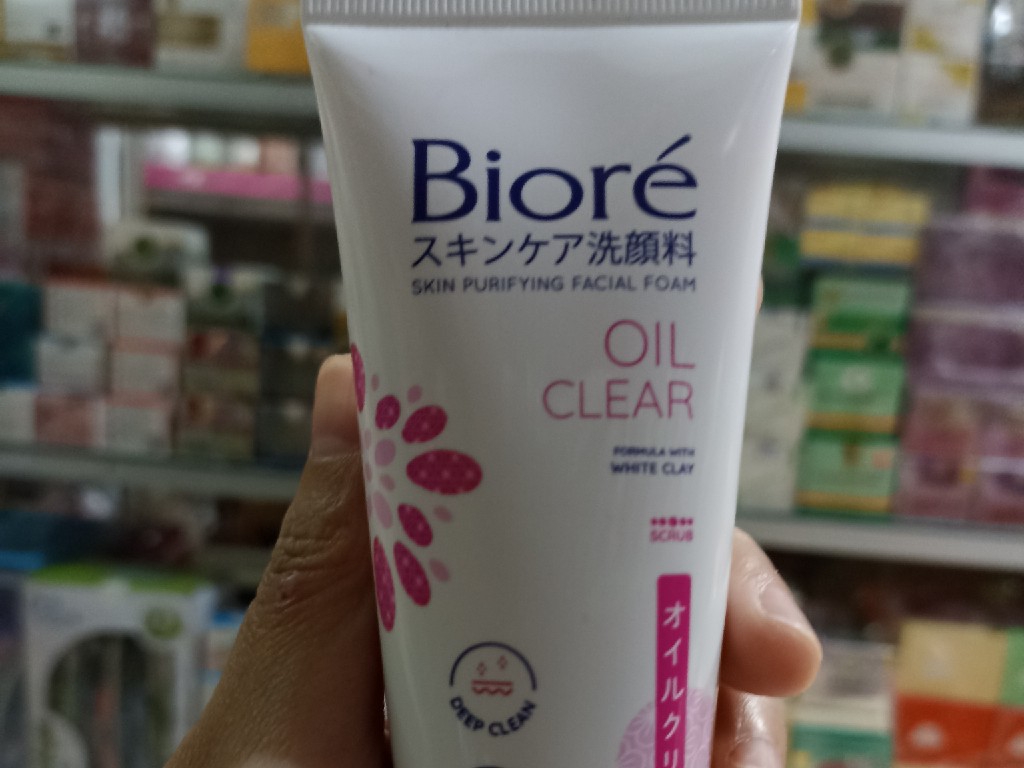 Bioré
スキンケア洗顔料
SKIN PURIFYING FACIAL FOAM
OIL
CLEAR
FORMULA WITH
WHITE CLAY
SCRUB
オイルクリ
DEEP CLEAN